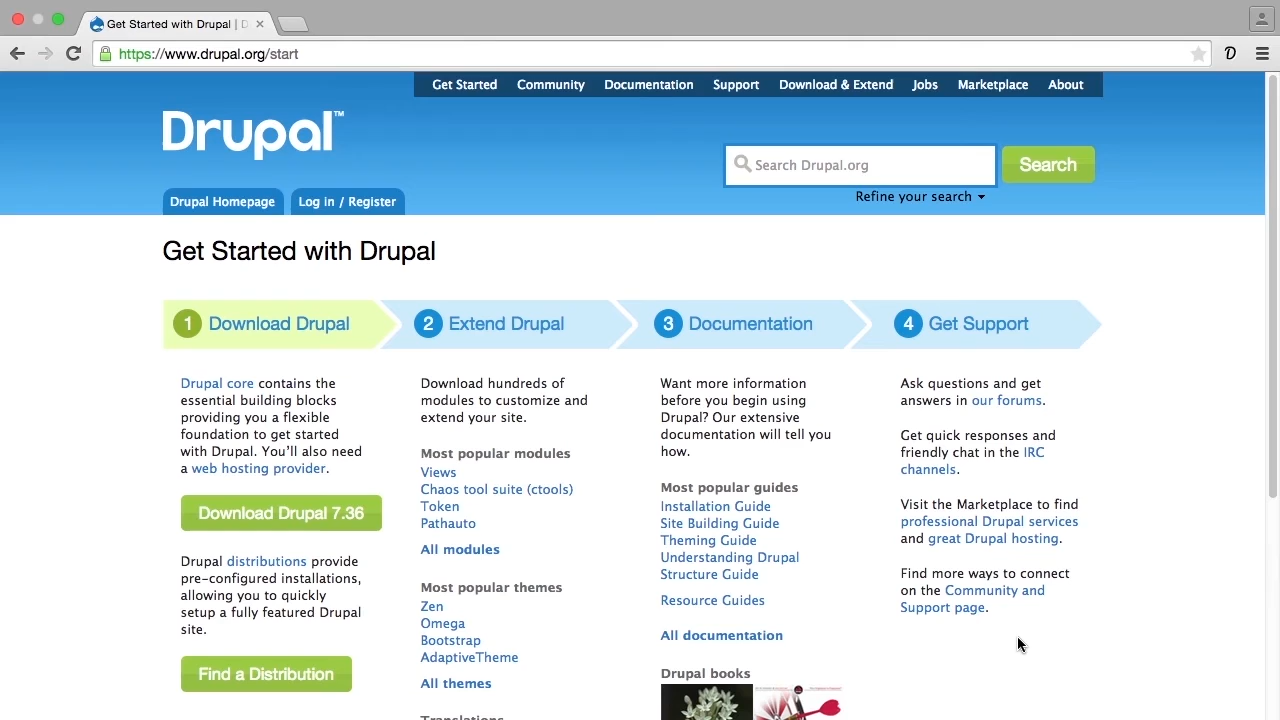 Get Started with Drupal | D
https://www.drupal.org/start
Get Started Community Documentation Support Download & Extend Jobs Marketplace About
Drupal™
Search Drupal.org Search
Refine your search
Drupal Homepage Log in / Register
Get Started with Drupal
1 Download Drupal
Drupal core contains the
essential building blocks
providing you a flexible
foundation to get started
with Drupal. You’ll also need
a web hosting provider.
Download Drupal 7.36
Drupal distributions provide
pre-configured installations,
allowing you to quickly
setup a fully featured Drupal
site.
Find a Distribution
2 Extend Drupal
Download hundreds of
modules to customize and
extend your site.
Most popular modules
Views
Chaos tool suite (ctools)
Token
Pathauto
All modules
Most popular themes
Zen
Omega
Bootstrap
AdaptiveTheme
All themes
Translations
3 Documentation
Want more information
before you begin using
Drupal? Our extensive
documentation will tell you
how.
Most popular guides
Installation Guide
Site Building Guide
Theming Guide
Understanding Drupal
Structure Guide
Resource Guides
All documentation
Drupal books
4 Get Support
Ask questions and get
answers in our forums.
Get quick responses and
friendly chat in the IRC
channels.
Visit the Marketplace to find
professional Drupal services
and great Drupal hosting.
Find more ways to connect
on the Community and
Support page.